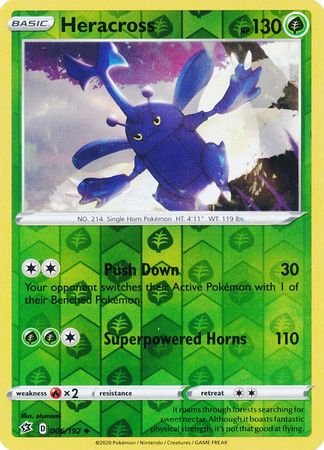 BASIC Heracross HP 130
NO. 214 Single Horn Pokémon HT: 4'11" WT: 119 lbs.
Push Down 30
Your opponent switches their Active Pokémon with 1 of
their Benched Pokémon.
Superpowered Horns 110
weakness ×2 resistance retreat
Illus. otumami
D 006/192
It roams through forests searching for
sweet nectar. Although it boasts fantastic
physical strength, it's not that good at flying.
©2020 Pokémon / Nintendo / Creatures / GAME FREAK